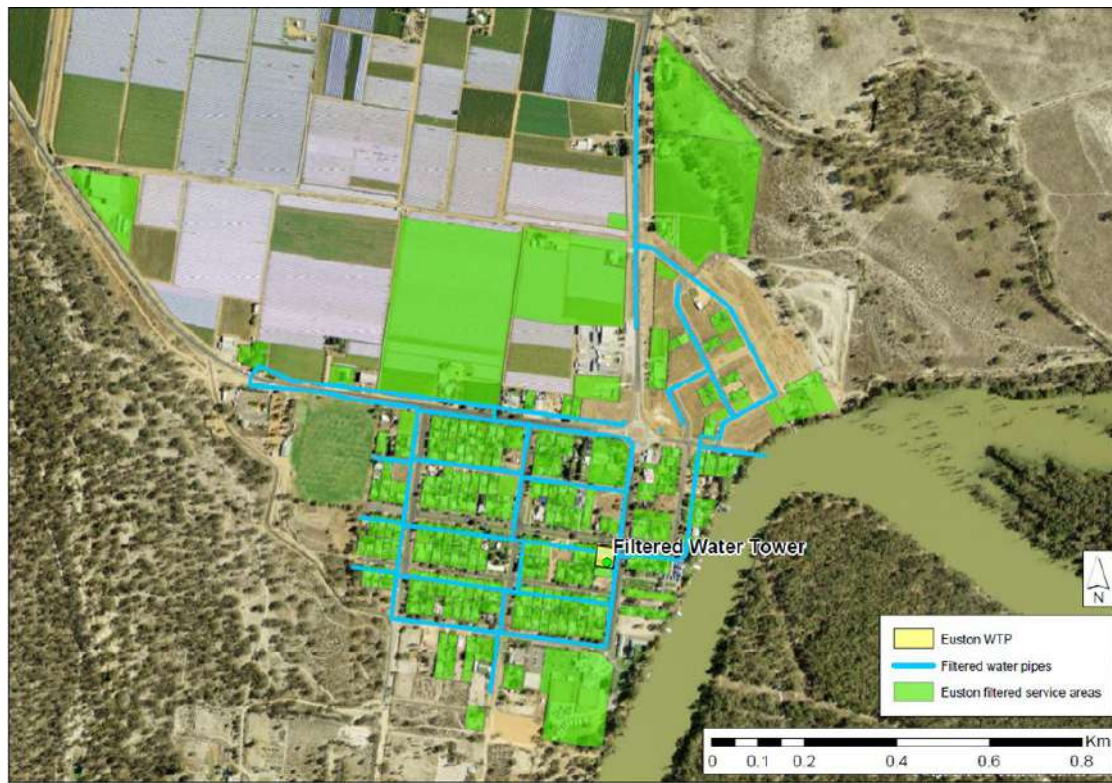 Filtered Water Tower
N
Euston WTP
Filtered water pipes
Euston filtered service areas
Km
0 0.1 0.2 0.4 0.6 0.8